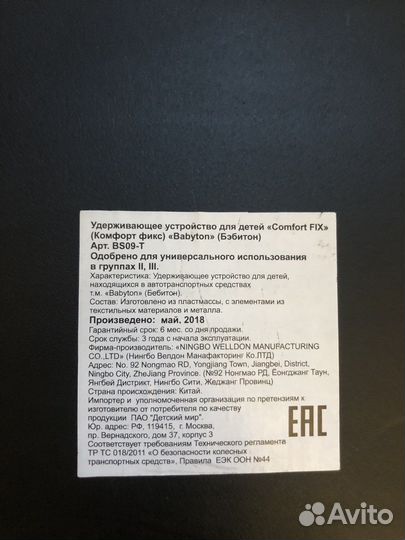 Удерживающее устройство для детей «Comfort FIX»
(Комфорт фикс) «Babyton» (Бэбитон)
Арт. BS09-T
Одобрено для универсального использования
в группах II, III.
Характеристика: Удерживающее устройство для детей,
находящихся в автотранспортных средствах
т.м. «Babyton» (Бебитон).
Состав: Изготовлено из пластмассы, с элементами из
текстильных материалов и металла.
Произведено: май. 2018
Гарантийный срок: 6 мес. со дня продажи.
Срок службы: 3 года с начала эксплуатации.
Фирма-производитель: «NINGBO WELLDON MANUFACTURING
CO.,LTD» (Нингбо Велдон Манафакторинг Ко.ЛТД)
Адрес: No. 92 Nongmao RD, Yongjiang Town, Jiangbei, District,
Ningbo City, ZheJiang Province. (№92 Нонгмао РД, Ёонгджанг Таун,
Янгбей Дистрикт, Нингбо Сити, Жеджанг Провинц)
Страна происхождения: Китай.
Импортер и уполномоченная организация по претензиям к
изготовителю от потребителя по качеству
продукции ПАО "Детский мир".
Юр. адрес: РФ, 119415, г. Москва,
пр. Вернадского, дом 37, корпус 3
Соответствует требованиям Технического регламента
ТР ТС 018/2011 «О безопасности колесных
транспортных средств», Правила ЕЭК ООН №44
EAC
Avito